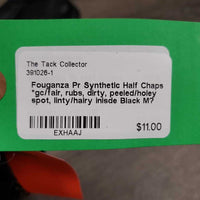 The Tack Collector
391026-1
Fouganza Pr Synthetic Half Chaps
*gc/fair, rubs, dirty, peeled/holey
spot, linty/hairy inisde Black M?
EXHAAJ
$11.00